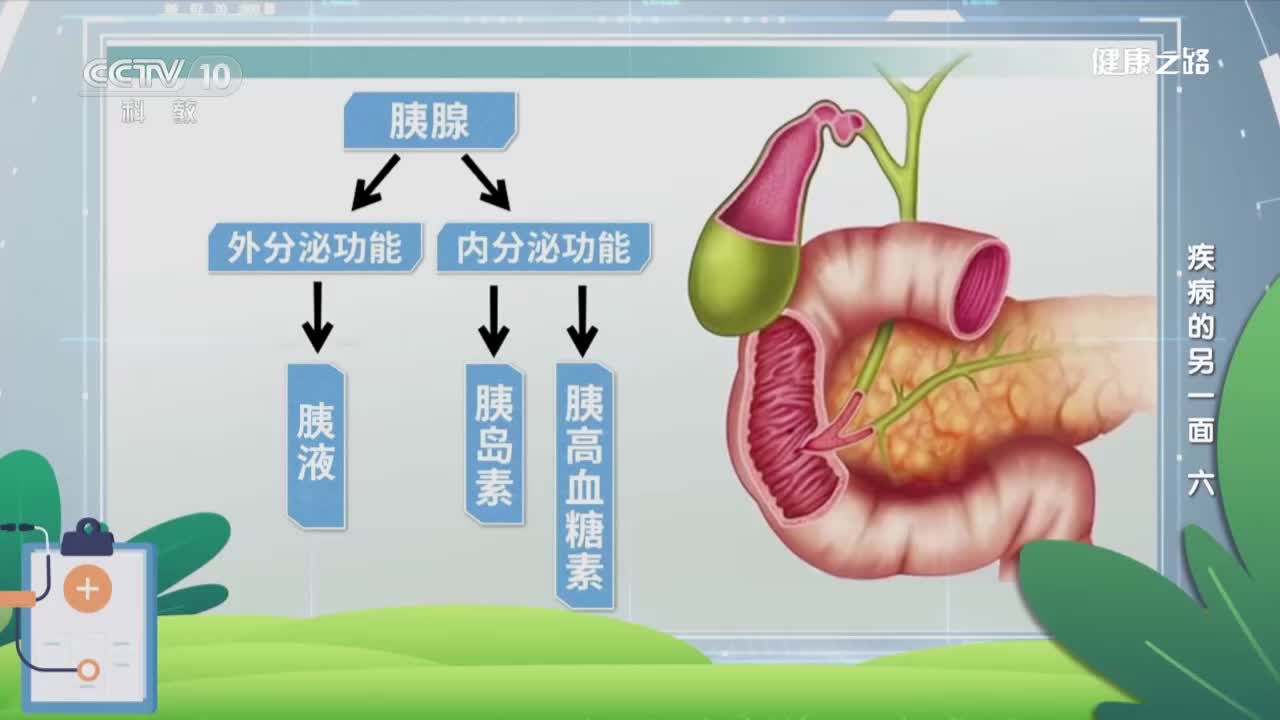 CCTV 10
科教
健康之路
胰腺
外分泌功能
内分泌功能
胰液
胰岛素
胰高血糖素
疾病的另一面 六